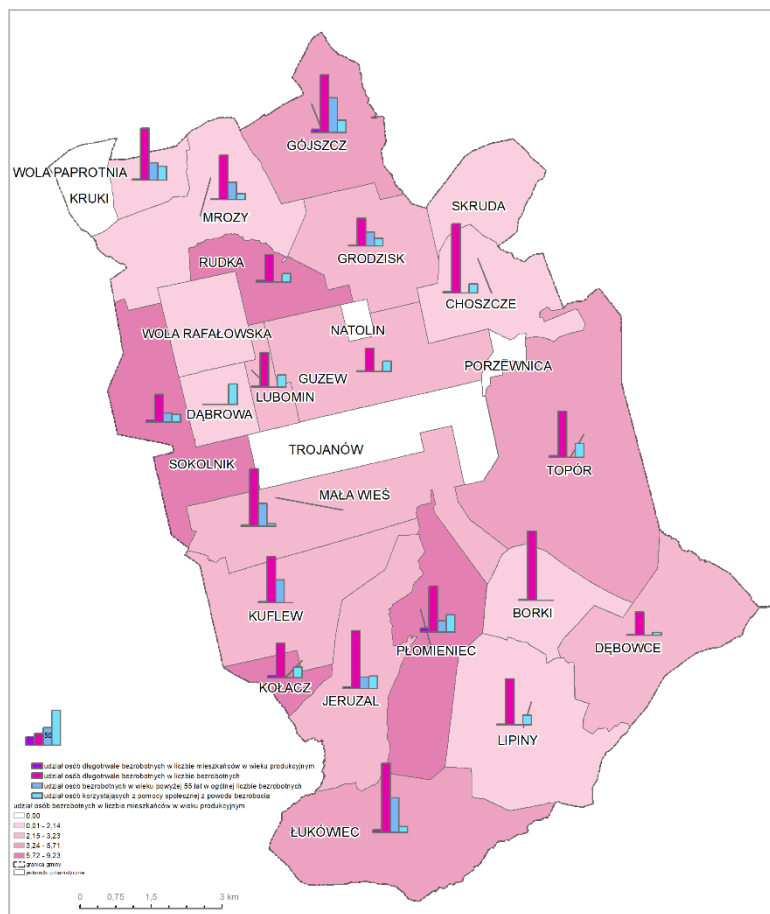 GÓJSZCZ
WOLA PAPROTNIA
KRUKI
SKRUDA
MROZY
GRODZISK
RUDKA
CHOSZCZE
WOLA RAFAŁOWSKA
NATOLIN
PORZEWNICA
GUZEW
LUBOMIN
DĄBROWA
TROJANÓW
SOKOLNIK
TOPÓR
MAŁA WIEŚ
KUFLEW
BORKI
DĘBOWCE
PŁOMIENIEC
KOŁACZ
JERUZAL
LIPINY
50
udział osób długotrwale bezrobotnych w liczbie mieszkańców w wieku produkcyjnym
udział osób długotrwale bezrobotnych w liczbie bezrobotnych
udział osób bezrobotnych w wieku powyżej 55 lat w ogólnej liczbie bezrobotnych
udział osób korzystających z pomocy społecznej z powodu bezrobocia
udział osób bezrobotnych w liczbie mieszkańców w wieku produkcyjnym
0,00
0,01 - 2,14
2,15 - 3,23
3,24 - 5,71
5,72 - 9,23
granica gminy
jednostki urbanistyczne
ŁUKÓWIEC
0 0,75 1,5 3 km